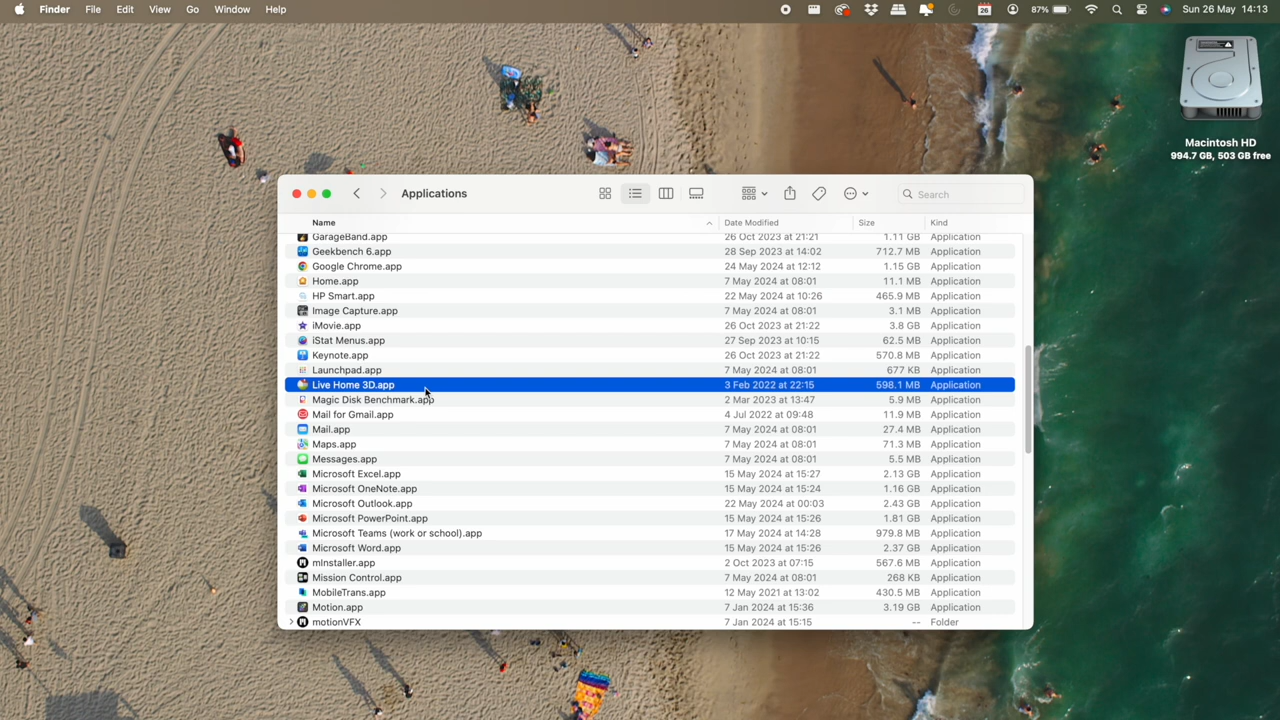 Finder File Edit View Go Window Help 26 87% Sun 26 May 14:13
Macintosh HD
994.7 GB, 503 GB free
Applications Search
Name Date Modified Size Kind
GarageBand.app 26 Oct 2023 at 21:21 1.11 GB Application
Geekbench 6.app 28 Sep 2023 at 14:02 712.7 MB Application
Google Chrome.app 24 May 2024 at 12:12 1.15 GB Application
Home.app 7 May 2024 at 08:01 11.1 MB Application
HP Smart.app 22 May 2024 at 10:26 465.9 MB Application
Image Capture.app 7 May 2024 at 08:01 3.1 MB Application
iMovie.app 26 Oct 2023 at 21:22 3.8 GB Application
iStat Menus.app 27 Sep 2023 at 10:15 62.5 MB Application
Keynote.app 26 Oct 2023 at 21:22 570.8 MB Application
Launchpad.app 7 May 2024 at 08:01 677 KB Application
Live Home 3D.app 3 Feb 2022 at 22:15 598.1 MB Application
Magic Disk Benchmark.app 2 Mar 2023 at 13:47 5.9 MB Application
Mail for Gmail.app 4 Jul 2022 at 09:48 11.9 MB Application
Mail.app 7 May 2024 at 08:01 27.4 MB Application
Maps.app 7 May 2024 at 08:01 71.3 MB Application
Messages.app 7 May 2024 at 08:01 5.5 MB Application
Microsoft Excel.app 15 May 2024 at 15:27 2.13 GB Application
Microsoft OneNote.app 15 May 2024 at 15:24 1.16 GB Application
Microsoft Outlook.app 22 May 2024 at 00:03 2.43 GB Application
Microsoft PowerPoint.app 15 May 2024 at 15:26 1.81 GB Application
Microsoft Teams (work or school).app 17 May 2024 at 14:28 979.8 MB Application
Microsoft Word.app 15 May 2024 at 15:26 2.37 GB Application
mInstaller.app 2 Oct 2023 at 07:15 567.6 MB Application
Mission Control.app 7 May 2024 at 08:01 268 KB Application
MobileTrans.app 12 May 2021 at 13:02 430.5 MB Application
Motion.app 7 Jan 2024 at 15:36 3.19 GB Application
motionVFX 7 Jan 2024 at 15:15 -- Folder